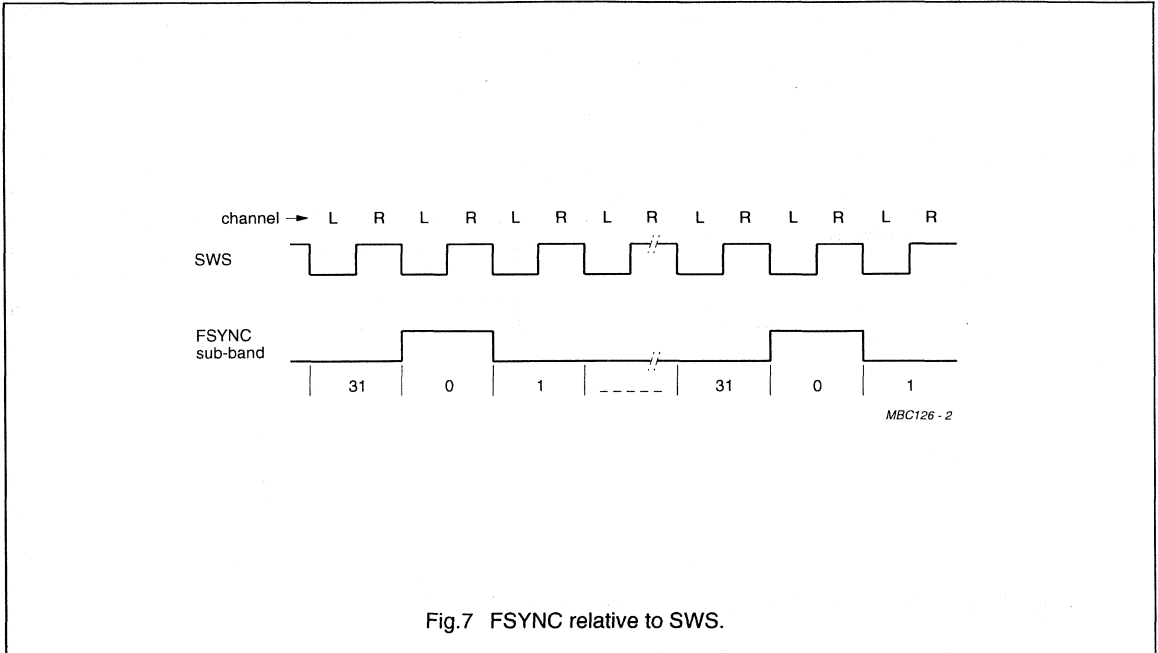 channel → L R L R L R L R L R L R L R
SWS
FSYNC
sub-band
31 0 1 _ _ _ _ _ 31 0 1
MBC126 - 2
Fig.7 FSYNC relative to SWS.